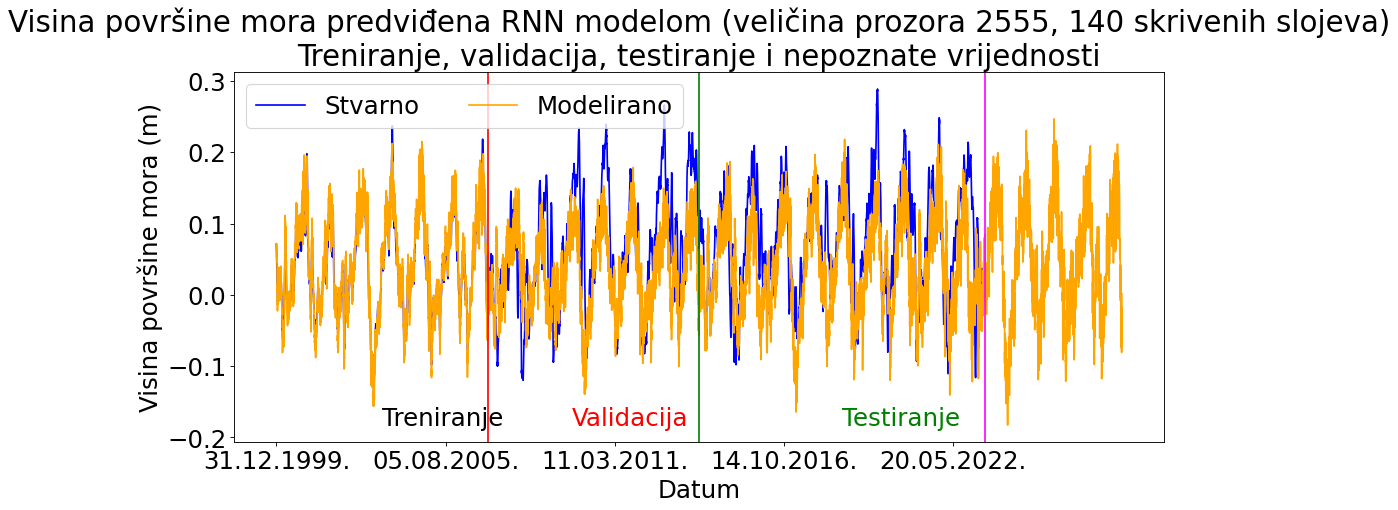 Visina površine mora predviđena RNN modelom (veličina prozora 2555, 140 skrivenih slojeva)
Treniranje, validacija, testiranje i nepoznate vrijednosti
Stvarno
Modelirano
Visina površine mora (m)
0.3
0.2
0.1
0.0
−0.1
−0.2
Treniranje
Validacija
Testiranje
31.12.1999.
05.08.2005.
11.03.2011.
14.10.2016.
20.05.2022.
Datum